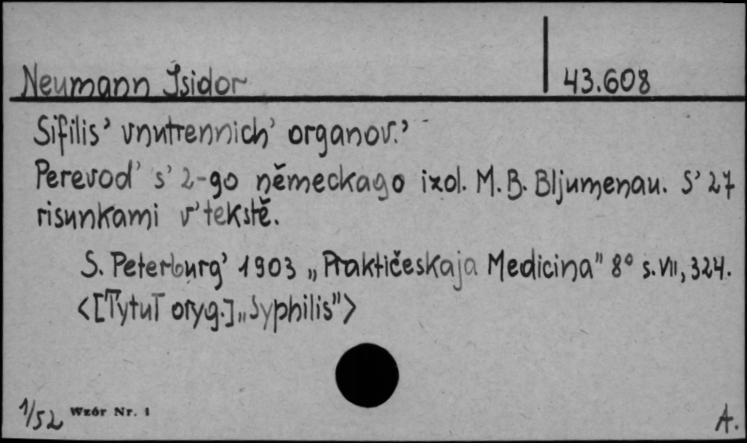 Neumann Isidor
43.608
Sifilis' vnutrennich' organov.'
Perevod' s' 2-go německago izd. M.B. Bljumenau. S' 27
risunkami v' tekstě.
S. Peterburg' 1903 „Praktičeskaja Medicina" 8° s. VII, 324.
<[Tytuł oryg.] „Syphilis">
1/52 Wzór Nr. 1
A.